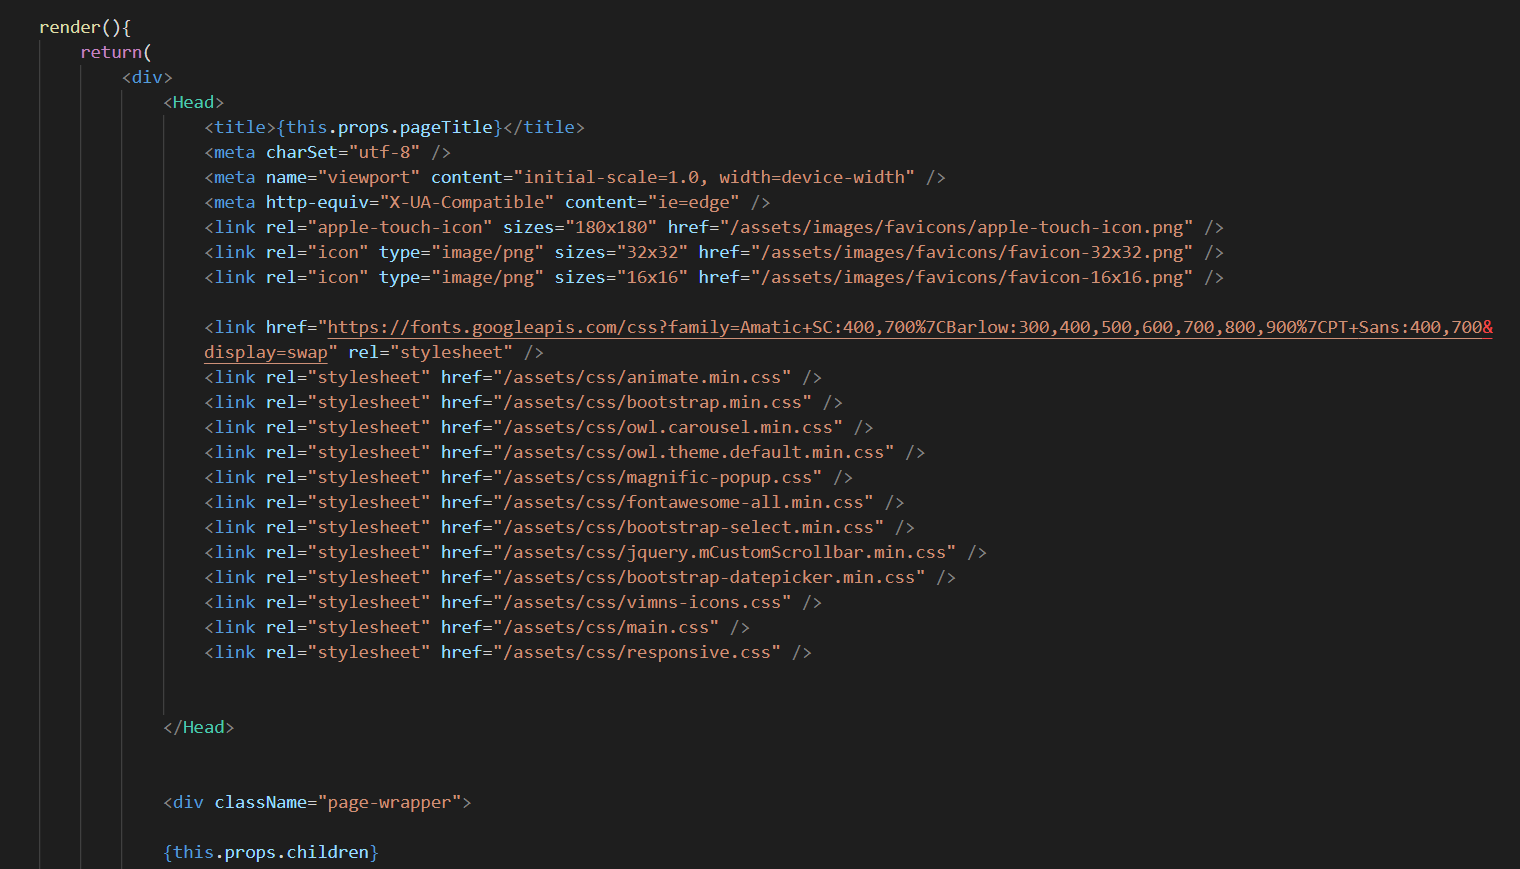 render(){
return(
<div>
<Head>
<title>{this.props.pageTitle}</title>
<meta charSet="utf-8" />
<meta name="viewport" content="initial-scale=1.0, width=device-width" />
<meta http-equiv="X-UA-Compatible" content="ie=edge" />
<link rel="apple-touch-icon" sizes="180x180" href="/assets/images/favicons/apple-touch-icon.png" />
<link rel="icon" type="image/png" sizes="32x32" href="/assets/images/favicons/favicon-32x32.png" />
<link rel="icon" type="image/png" sizes="16x16" href="/assets/images/favicons/favicon-16x16.png" />
<link href="https://fonts.googleapis.com/css?family=Amatic+SC:400,700%7CBarlow:300,400,500,600,700,800,900%7CPT+Sans:400,700&
display=swap" rel="stylesheet" />
<link rel="stylesheet" href="/assets/css/animate.min.css" />
<link rel="stylesheet" href="/assets/css/bootstrap.min.css" />
<link rel="stylesheet" href="/assets/css/owl.carousel.min.css" />
<link rel="stylesheet" href="/assets/css/owl.theme.default.min.css" />
<link rel="stylesheet" href="/assets/css/magnific-popup.css" />
<link rel="stylesheet" href="/assets/css/fontawesome-all.min.css" />
<link rel="stylesheet" href="/assets/css/bootstrap-select.min.css" />
<link rel="stylesheet" href="/assets/css/jquery.mCustomScrollbar.min.css" />
<link rel="stylesheet" href="/assets/css/bootstrap-datepicker.min.css" />
<link rel="stylesheet" href="/assets/css/vimns-icons.css" />
<link rel="stylesheet" href="/assets/css/main.css" />
<link rel="stylesheet" href="/assets/css/responsive.css" />
</Head>
<div className="page-wrapper">
{this.props.children}